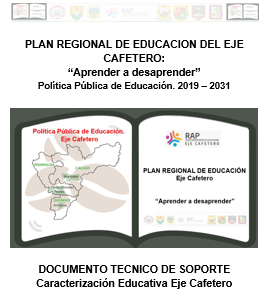 PLAN REGIONAL DE EDUCACION DEL EJE
CAFETERO:
“Aprender a desaprender”
Política Pública de Educación. 2019 – 2031
Política Pública de Educación.
Eje Cafetero
CALDAS
RAP
EJE CAFETERO
PLAN REGIONAL DE EDUCACIÓN
Eje Cafetero
“Aprender a desaprender”
DOCUMENTO TECNICO DE SOPORTE
Caracterización Educativa Eje Cafetero